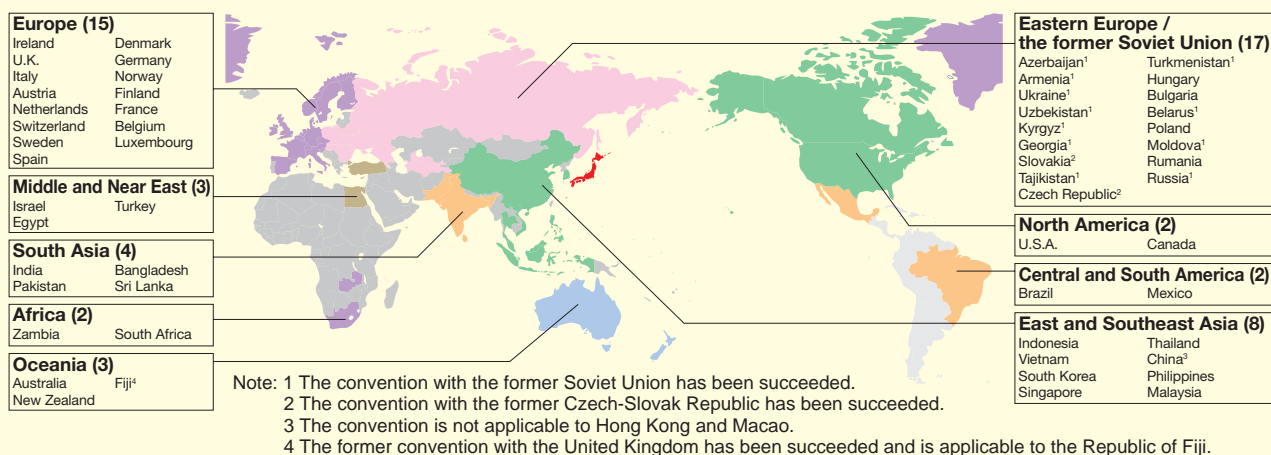 Europe (15)
Ireland Denmark
U.K. Germany
Italy Norway
Austria Finland
Netherlands France
Switzerland Belgium
Sweden Luxembourg
Spain
Middle and Near East (3)
Israel Turkey
Egypt
South Asia (4)
India Bangladesh
Pakistan Sri Lanka
Africa (2)
Zambia South Africa
Oceania (3)
Australia Fiji⁴
New Zealand
Eastern Europe /
the former Soviet Union (17)
Azerbaijan¹ Turkmenistan¹
Armenia¹ Hungary
Ukraine¹ Bulgaria
Uzbekistan¹ Belarus¹
Kyrgyz¹ Poland
Georgia¹ Moldova¹
Slovakia² Rumania
Tajikistan¹ Russia¹
Czech Republic²
North America (2)
U.S.A. Canada
Central and South America (2)
Brazil Mexico
East and Southeast Asia (8)
Indonesia Thailand
Vietnam China³
South Korea Philippines
Singapore Malaysia
Note: 1 The convention with the former Soviet Union has been succeeded.
2 The convention with the former Czech-Slovak Republic has been succeeded.
3 The convention is not applicable to Hong Kong and Macao.
4 The former convention with the United Kingdom has been succeeded and is applicable to the Republic of Fiji.